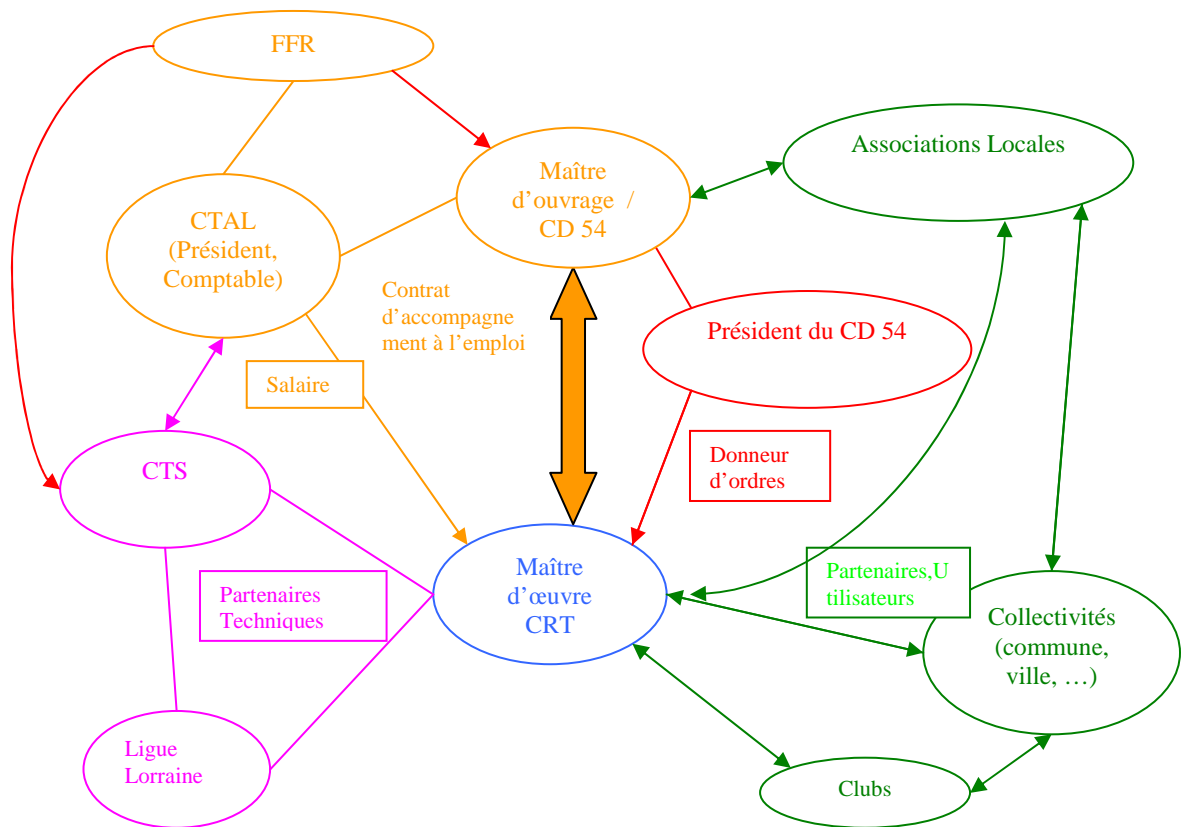 FFR
Associations Locales
Maître
d'ouvrage /
CD 54
CTAL
(Président,
Comptable)
Contrat
d'accompagne
ment à l'emploi
Président du CD 54
Salaire
Donneur
d'ordres
CTS
Maître
d'œuvre
CRT
Partenaires,U
tilisateurs
Partenaires
Techniques
Collectivités
(commune,
ville, …)
Ligue
Lorraine
Clubs